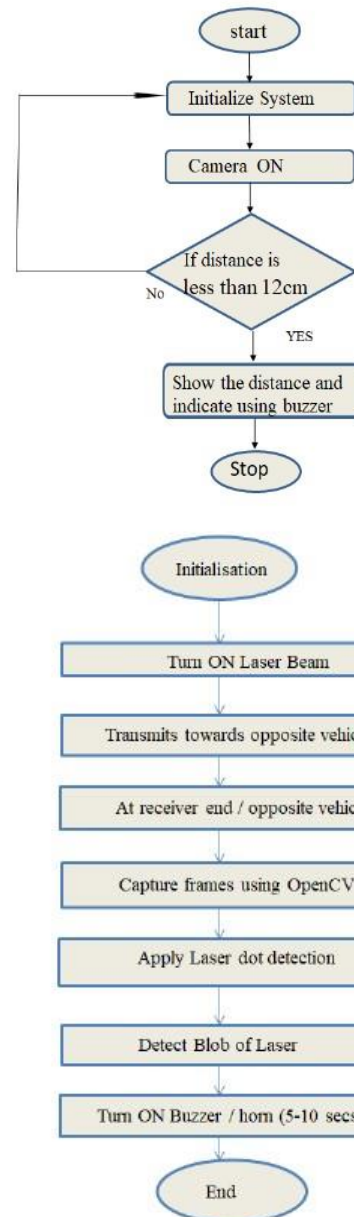 start
Initialize System
Camera ON
If distance is
less than 12cm
No
YES
Show the distance and
indicate using buzzer
Stop
Initialisation
Turn ON Laser Beam
Transmits towards opposite vehic
At receiver end / opposite vehic
Capture frames using OpenCV
Apply Laser dot detection
Detect Blob of Laser
Turn ON Buzzer / horn (5-10 secs
End